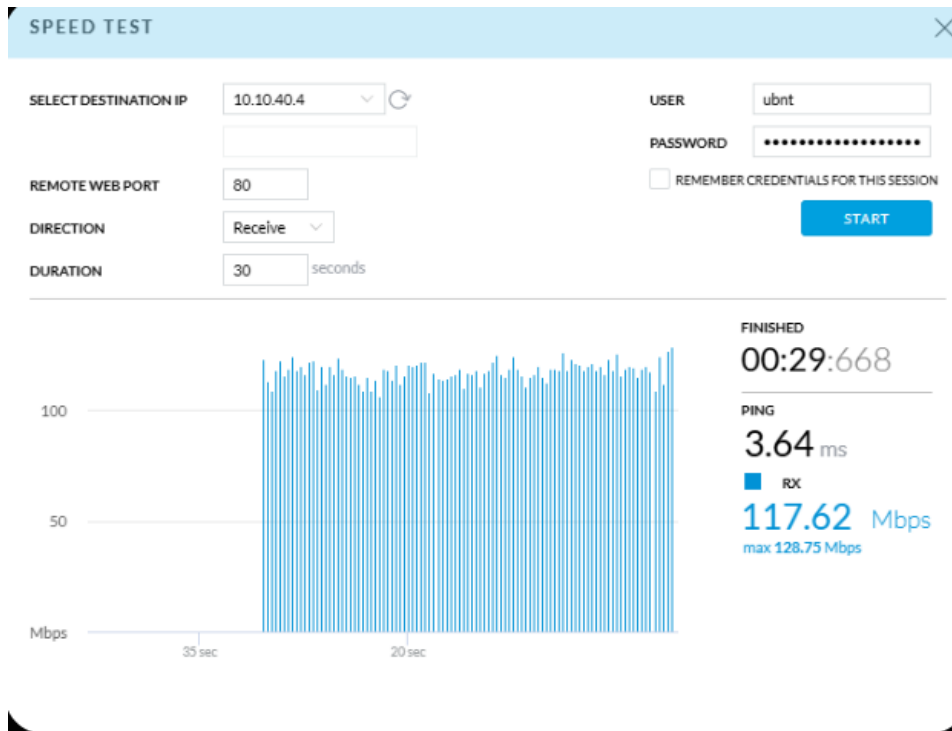 SPEED TEST
SELECT DESTINATION IP
10.10.40.4
REMOTE WEB PORT
80
DIRECTION
Receive
DURATION
30
seconds
USER
ubnt
PASSWORD
••••••••••••••••••
REMEMBER CREDENTIALS FOR THIS SESSION
START
100
50
Mbps
35 sec
20 sec
FINISHED
00:29:668
PING
3.64 ms
RX
117.62 Mbps
max 128.75 Mbps